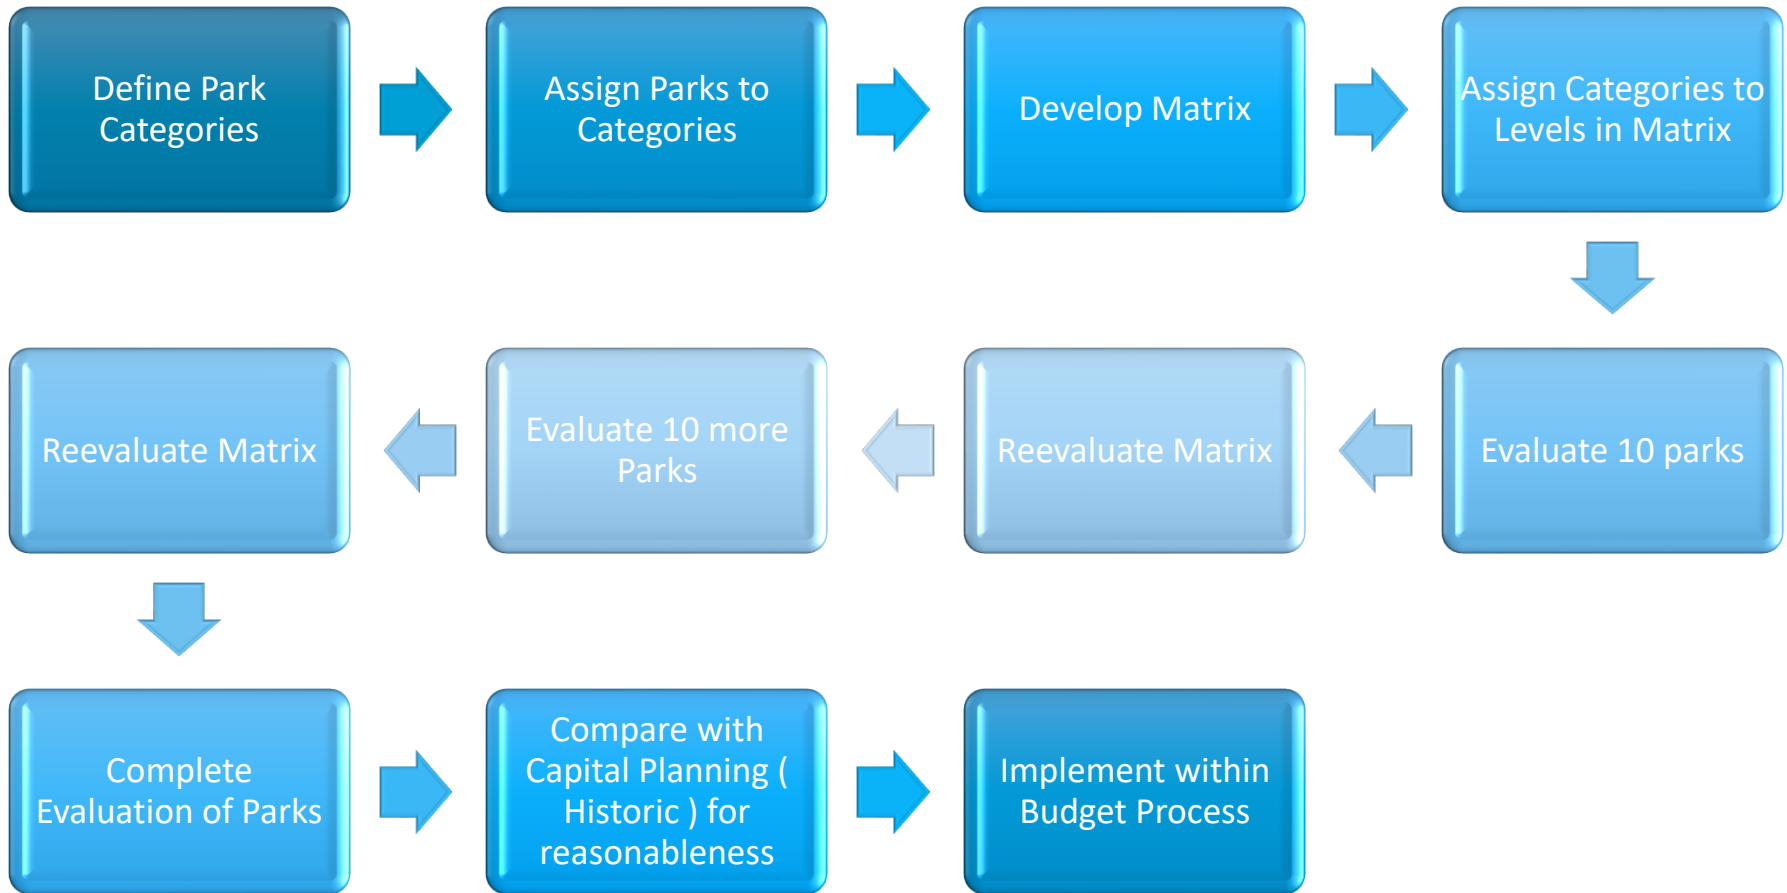 Define Park
Categories
Assign Parks to
Categories
Develop Matrix
Assign Categories to
Levels in Matrix
Evaluate 10 parks
Reevaluate Matrix
Evaluate 10 more
Parks
Reevaluate Matrix
Complete
Evaluation of Parks
Compare with
Capital Planning (
Historic ) for
reasonableness
Implement within
Budget Process